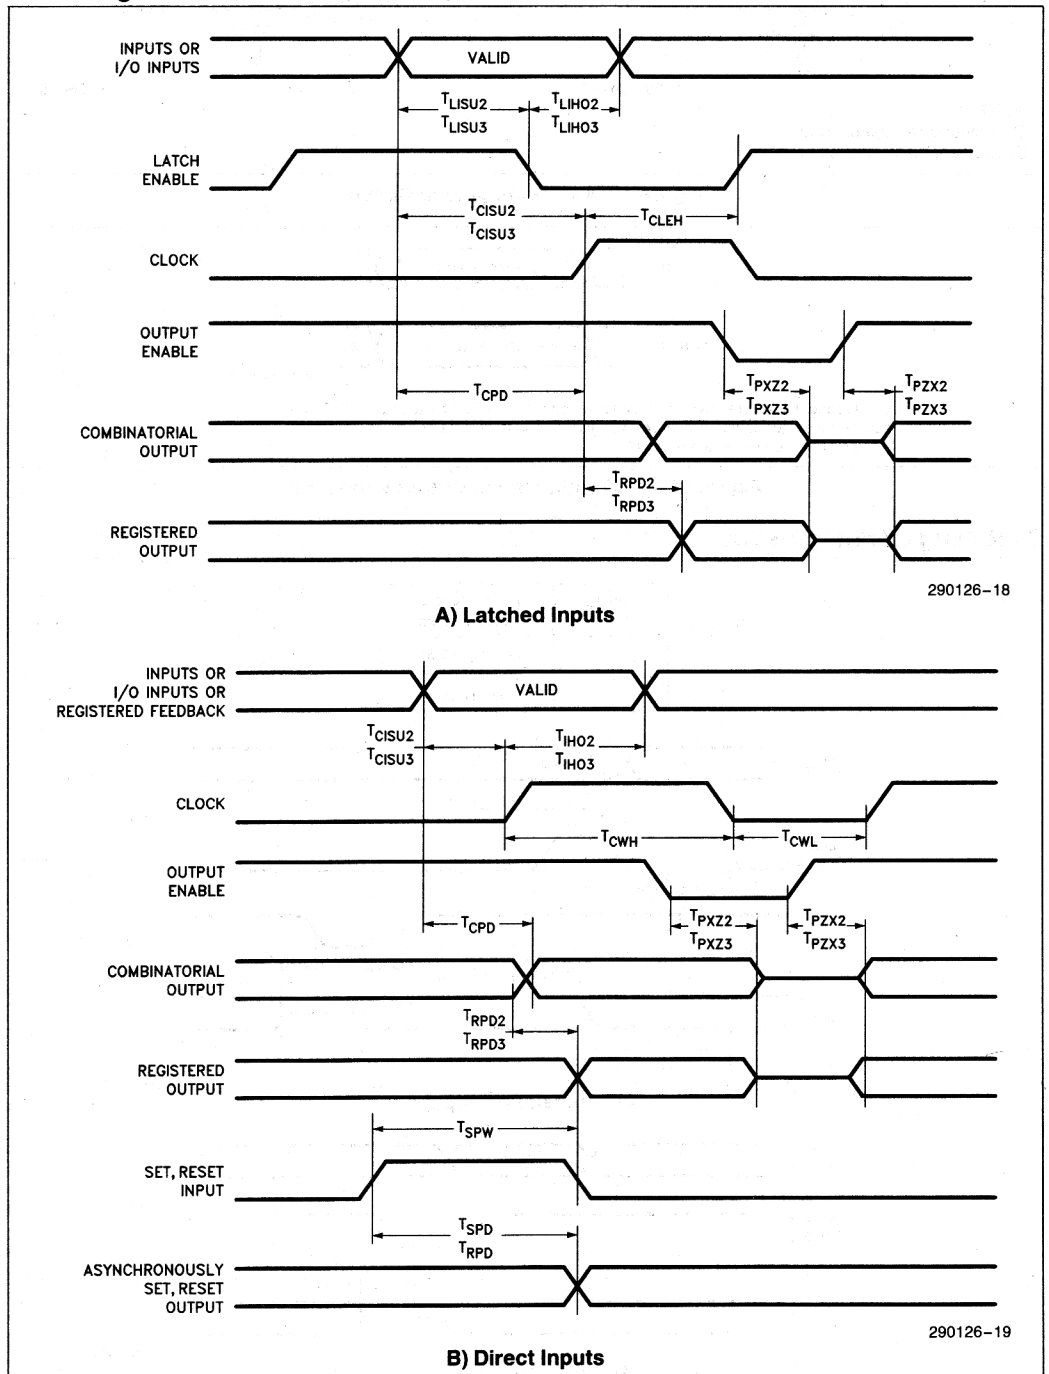 INPUTS OR
I/O INPUTS
VALID
TLISU2
TLISU3
TLIHO2
TLIHO3
LATCH
ENABLE
TCISU2
TCISU3
TCLEH
CLOCK
OUTPUT
ENABLE
TCPD
TPXZ2
TPXZ3
TPZX2
TPZX3
COMBINATORIAL
OUTPUT
TRPD2
TRPD3
REGISTERED
OUTPUT
290126-18
A) Latched Inputs
INPUTS OR
I/O INPUTS OR
REGISTERED FEEDBACK
VALID
TCISU2
TCISU3
TIHO2
TIHO3
CLOCK
TCWH
TCWL
OUTPUT
ENABLE
TCPD
TPXZ2
TPXZ3
TPZX2
TPZX3
COMBINATORIAL
OUTPUT
TRPD2
TRPD3
REGISTERED
OUTPUT
TSPW
SET, RESET
INPUT
TSPD
TRPD
ASYNCHRONOUSLY
SET, RESET
OUTPUT
290126-19
B) Direct Inputs